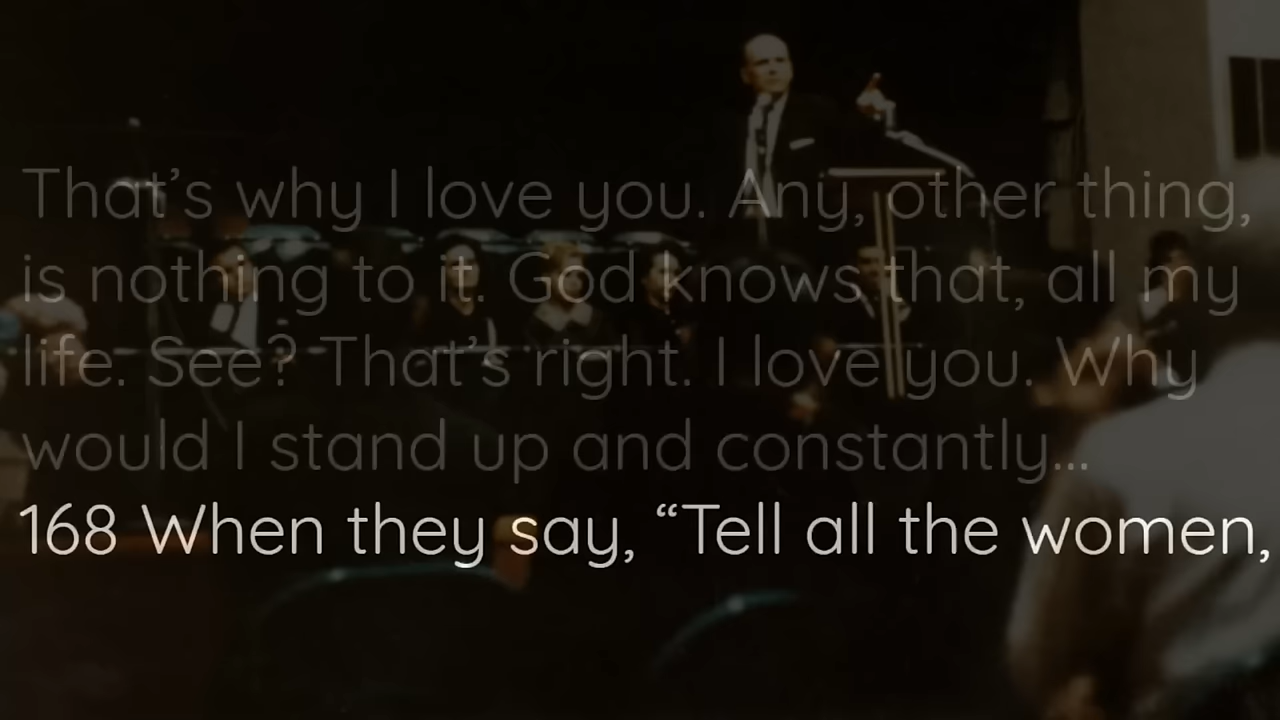 That’s why I love you. Any, other thing,
is nothing to it. God knows that, all my
life. See? That’s right. I love you. Why
would I stand up and constantly...
168 When they say, “Tell all the women,